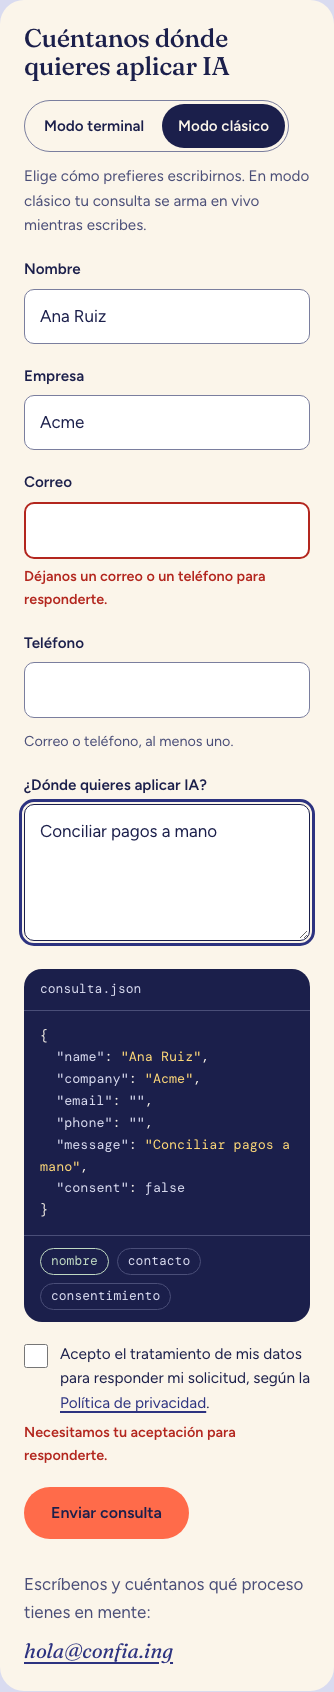 Cuéntanos dónde
quieres aplicar IA
Modo terminal
Modo clásico
Elige cómo prefieres escribirnos. En modo
clásico tu consulta se arma en vivo
mientras escribes.
Nombre
Ana Ruiz
Empresa
Acme
Correo
Déjanos un correo o un teléfono para
responderte.
Teléfono
Correo o teléfono, al menos uno.
¿Dónde quieres aplicar IA?
Conciliar pagos a mano
consulta.json
{
  "name": "Ana Ruiz",
  "company": "Acme",
  "email": "",
  "phone": "",
  "message": "Conciliar pagos a
mano",
  "consent": false
}
nombre
contacto
consentimiento
Acepto el tratamiento de mis datos
para responder mi solicitud, según la
Política de privacidad.
Necesitamos tu aceptación para
responderte.
Enviar consulta
Escríbenos y cuéntanos qué proceso
tienes en mente:
hola@confia.ing